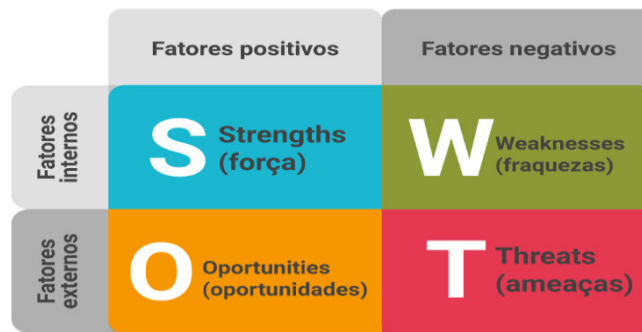 Fatores positivos
Fatores negativos
Fatores
internos
S
Strengths
(força)
W
Weaknesses
(fraquezas)
Fatores
externos
O
Oportunities
(oportunidades)
T
Threats
(ameaças)